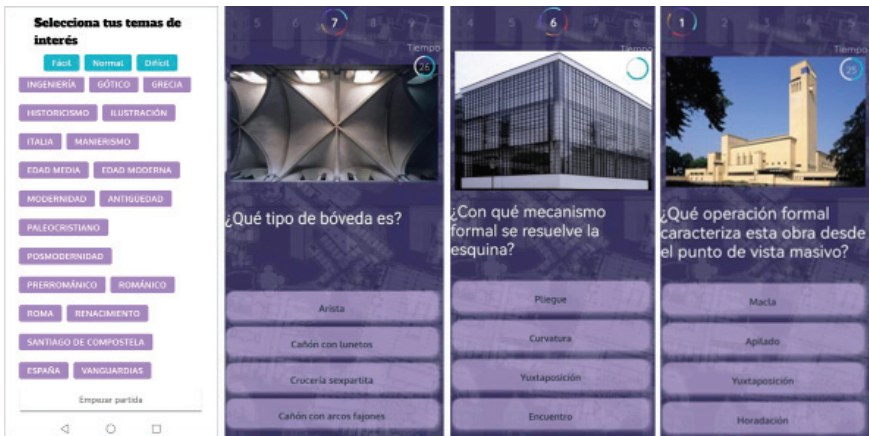 Selecciona tus temas de
interés
Fácil Normal Difícil
INGENIERÍA GÓTICO GRECIA
HISTORICISMO ILUSTRACIÓN
ITALIA MANIERISMO
EDAD MEDIA EDAD MODERNA
MODERNIDAD ANTIGÜEDAD
PALEOCRISTIANO
POSMODERNIDAD
PRERROMÁNICO ROMÁNICO
ROMA RENACIMIENTO
SANTIAGO DE COMPOSTELA
ESPAÑA VANGUARDIAS
Empezar partida
5 6 7 8 9
Tiempo
26
¿Qué tipo de bóveda es?
Arista
Cañón con lunetos
Crucería sexpartita
Cañón con arcos fajones
4 5 6 7 8
Tiempo
¿Con qué mecanismo
formal se resuelve la
esquina?
Pliegue
Curvatura
Yuxtaposición
Encuentro
1 2 3 4 5
Tiempo
25
¿Qué operación formal
caracteriza esta obra desde
el punto de vista masivo?
Macla
Apilado
Yuxtaposición
Horadación